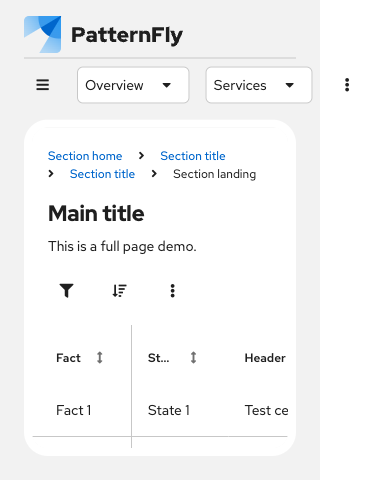 PatternFly
Overview Services
Section home Section title
Section title Section landing
Main title
This is a full page demo.
Fact St... Header
Fact 1 State 1 Test ce